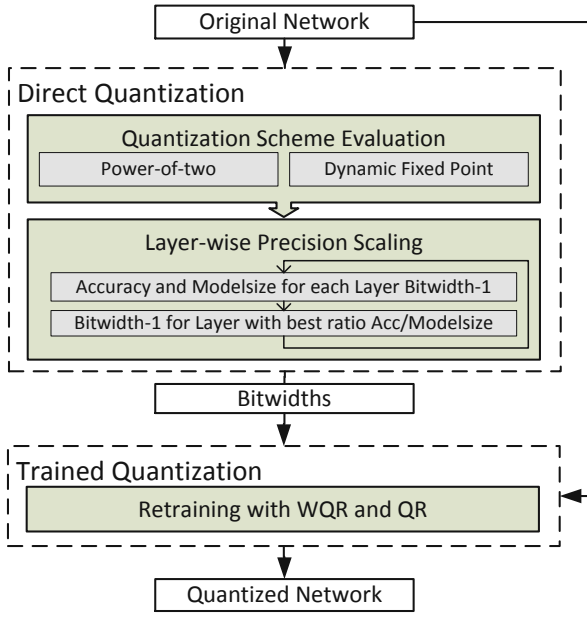 Original Network
Direct Quantization
Quantization Scheme Evaluation
Power-of-two
Dynamic Fixed Point
Layer-wise Precision Scaling
Accuracy and Modelsize for each Layer Bitwidth-1
Bitwidth-1 for Layer with best ratio Acc/Modelsize
Bitwidths
Trained Quantization
Retraining with WQR and QR
Quantized Network